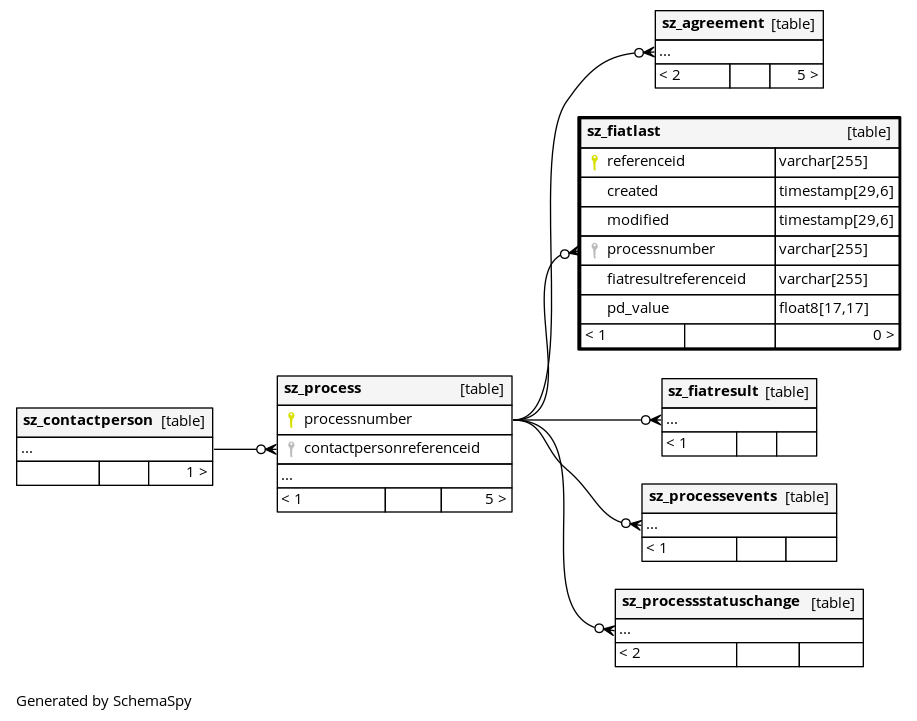 sz_agreement [table]
...
< 2 5 >
sz_fiatlast [table]
referenceid varchar[255]
created timestamp[29,6]
modified timestamp[29,6]
processnumber varchar[255]
fiatresultreferenceid varchar[255]
pd_value float8[17,17]
< 1 0 >
sz_process [table]
processnumber
contactpersonreferenceid
...
< 1 5 >
sz_contactperson [table]
...
1 >
sz_fiatresult [table]
...
< 1
sz_processevents [table]
...
< 1
sz_processstatuschange [table]
...
< 2
Generated by SchemaSpy